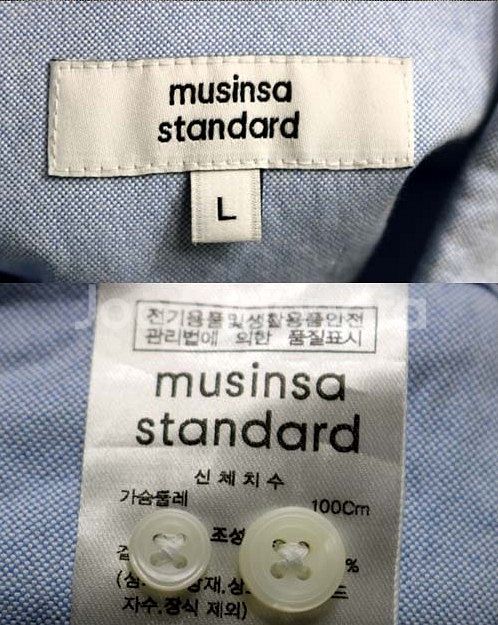 musinsa
standard
L
전기용품및생활용품안전
관리법에 의한 품질표시
musinsa
standard
신체치수
가슴둘레 100Cm
조성
%
자수,장식 제외)